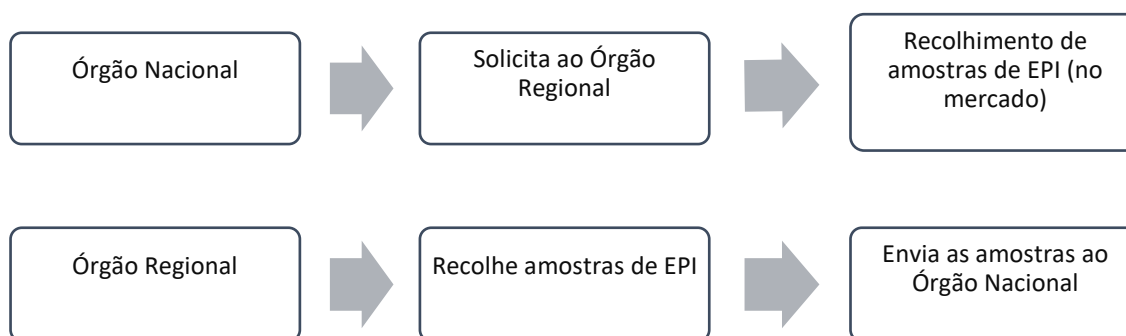 Órgão Nacional
Solicita ao Órgão
Regional
Recolhimento de
amostras de EPI (no
mercado)
Órgão Regional
Recolhe amostras de EPI
Envia as amostras ao
Órgão Nacional